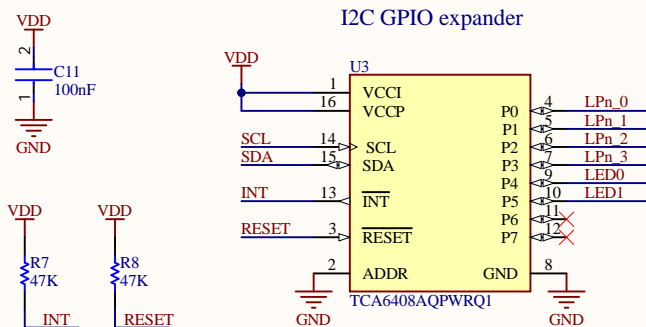 I2C GPIO expander
VDD
2
C11
100nF
1
GND
VDD
U3
1 VCCI
16 VCCP
SCL 14 SCL
SDA 15 SDA
INT 13 INT
RESET 3 RESET
2 ADDR
GND
P0 4 LPn_0
P1 5 LPn_1
P2 6 LPn_2
P3 7 LPn_3
P4 9 LED0
P5 10 LED1
P6 11
P7 12
GND 8
GND
TCA6408AQPWRQ1
VDD
R7
47K
INT
VDD
R8
47K
RESET